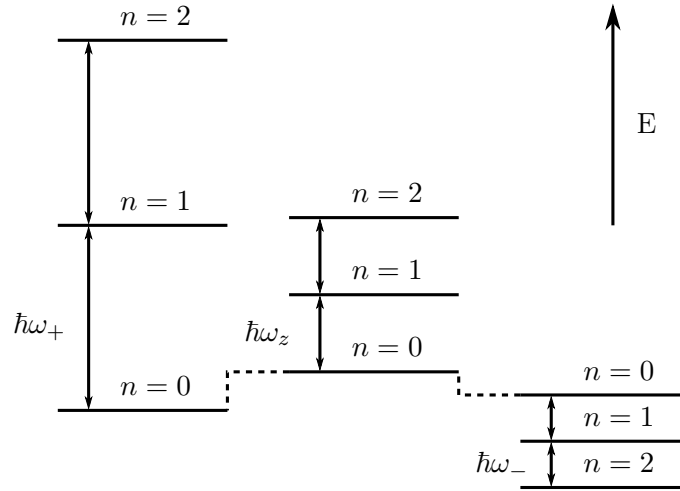 n = 2
E
n = 1
n = 2
n = 1
ħω₊
ħω_z
n = 0
n = 0
n = 0
n = 1
ħω₋
n = 2